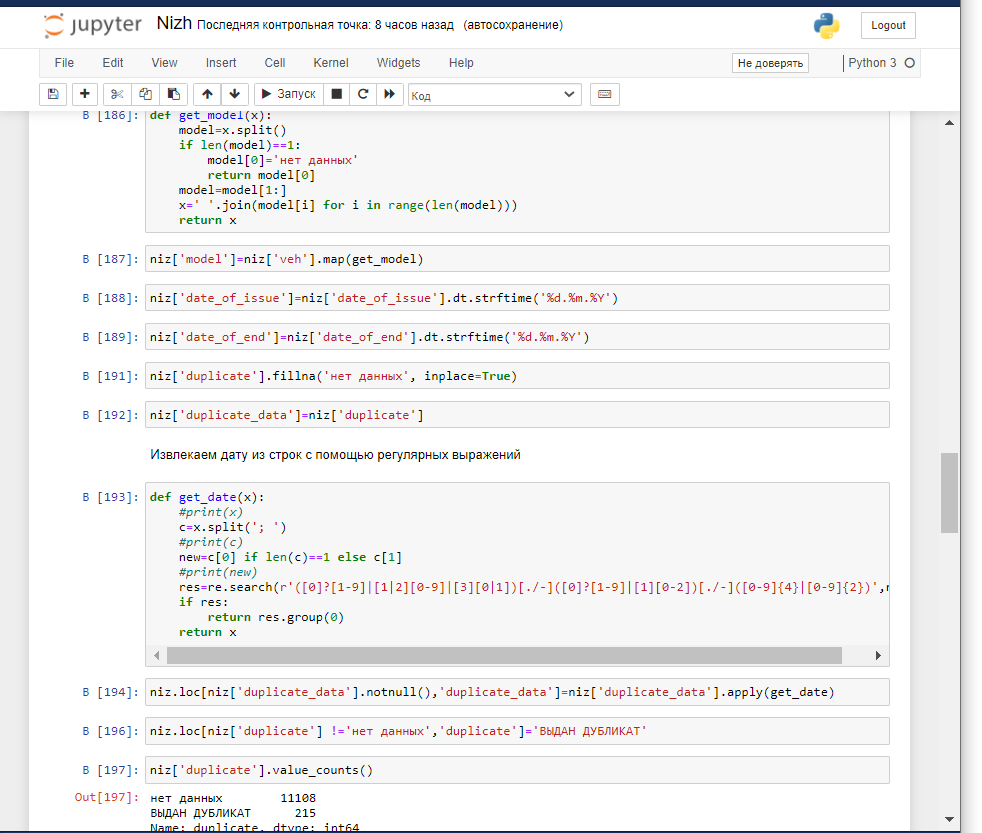 jupyter Nizh Последняя контрольная точка: 8 часов назад (автосохранение) Logout
File Edit View Insert Cell Kernel Widgets Help Не доверять Python 3
Запуск Код
В [186]: def get_model(x):
model=x.split()
if len(model)==1:
model[0]='нет данных'
return model[0]
model=model[1:]
x=' '.join(model[i] for i in range(len(model)))
return x
В [187]: niz['model']=niz['veh'].map(get_model)
В [188]: niz['date_of_issue']=niz['date_of_issue'].dt.strftime('%d.%m.%Y')
В [189]: niz['date_of_end']=niz['date_of_end'].dt.strftime('%d.%m.%Y')
В [191]: niz['duplicate'].fillna('нет данных', inplace=True)
В [192]: niz['duplicate_data']=niz['duplicate']
Извлекаем дату из строк с помощью регулярных выражений
В [193]: def get_date(x):
#print(x)
c=x.split('; ')
#print(c)
new=c[0] if len(c)==1 else c[1]
#print(new)
res=re.search(r'([0]?[1-9]|[1|2][0-9]|[3][0|1])[./-]([0]?[1-9]|[1][0-2])[./-]([0-9]{4}|[0-9]{2})',
if res:
return res.group(0)
return x
В [194]: niz.loc[niz['duplicate_data'].notnull(),'duplicate_data']=niz['duplicate_data'].apply(get_date)
В [196]: niz.loc[niz['duplicate'] !='нет данных','duplicate']='ВЫДАН ДУБЛИКАТ'
В [197]: niz['duplicate'].value_counts()
Out[197]: нет данных 11108
ВЫДАН ДУБЛИКАТ 215
Name: duplicate, dtype: int64